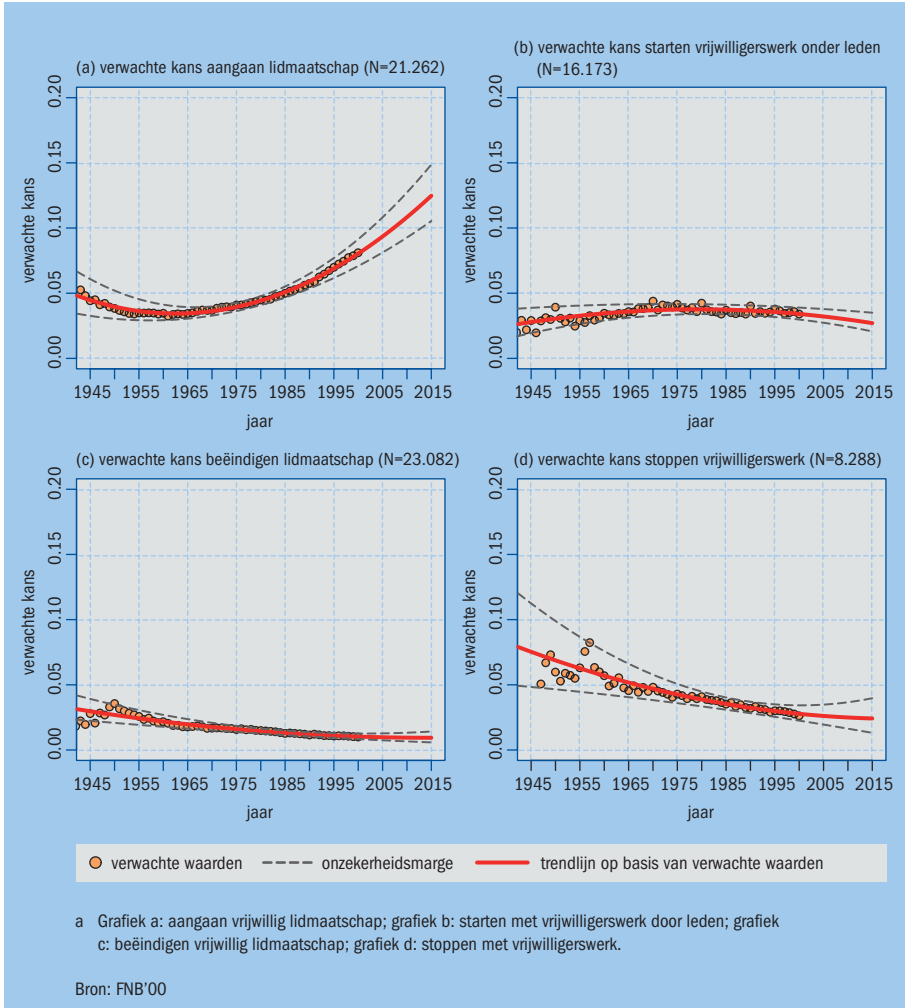 (a) verwachte kans aangaan lidmaatschap (N=21.262)
verwachte kans
0.20
0.15
0.10
0.05
0.00
1945 1955 1965 1975 1985 1995 2005 2015
jaar
(b) verwachte kans starten vrijwilligerswerk onder leden
(N=16.173)
verwachte kans
0.20
0.15
0.10
0.05
0.00
1945 1955 1965 1975 1985 1995 2005 2015
jaar
(c) verwachte kans beëindigen lidmaatschap (N=23.082)
verwachte kans
0.20
0.15
0.10
0.05
0.00
1945 1955 1965 1975 1985 1995 2005 2015
jaar
(d) verwachte kans stoppen vrijwilligerswerk (N=8.288)
verwachte kans
0.20
0.15
0.10
0.05
0.00
1945 1955 1965 1975 1985 1995 2005 2015
jaar
verwachte waarden onzekerheidsmarge trendlijn op basis van verwachte waarden
a Grafiek a: aangaan vrijwillig lidmaatschap; grafiek b: starten met vrijwilligerswerk door leden; grafiek
c: beëindigen vrijwillig lidmaatschap; grafiek d: stoppen met vrijwilligerswerk.
Bron: FNB'00